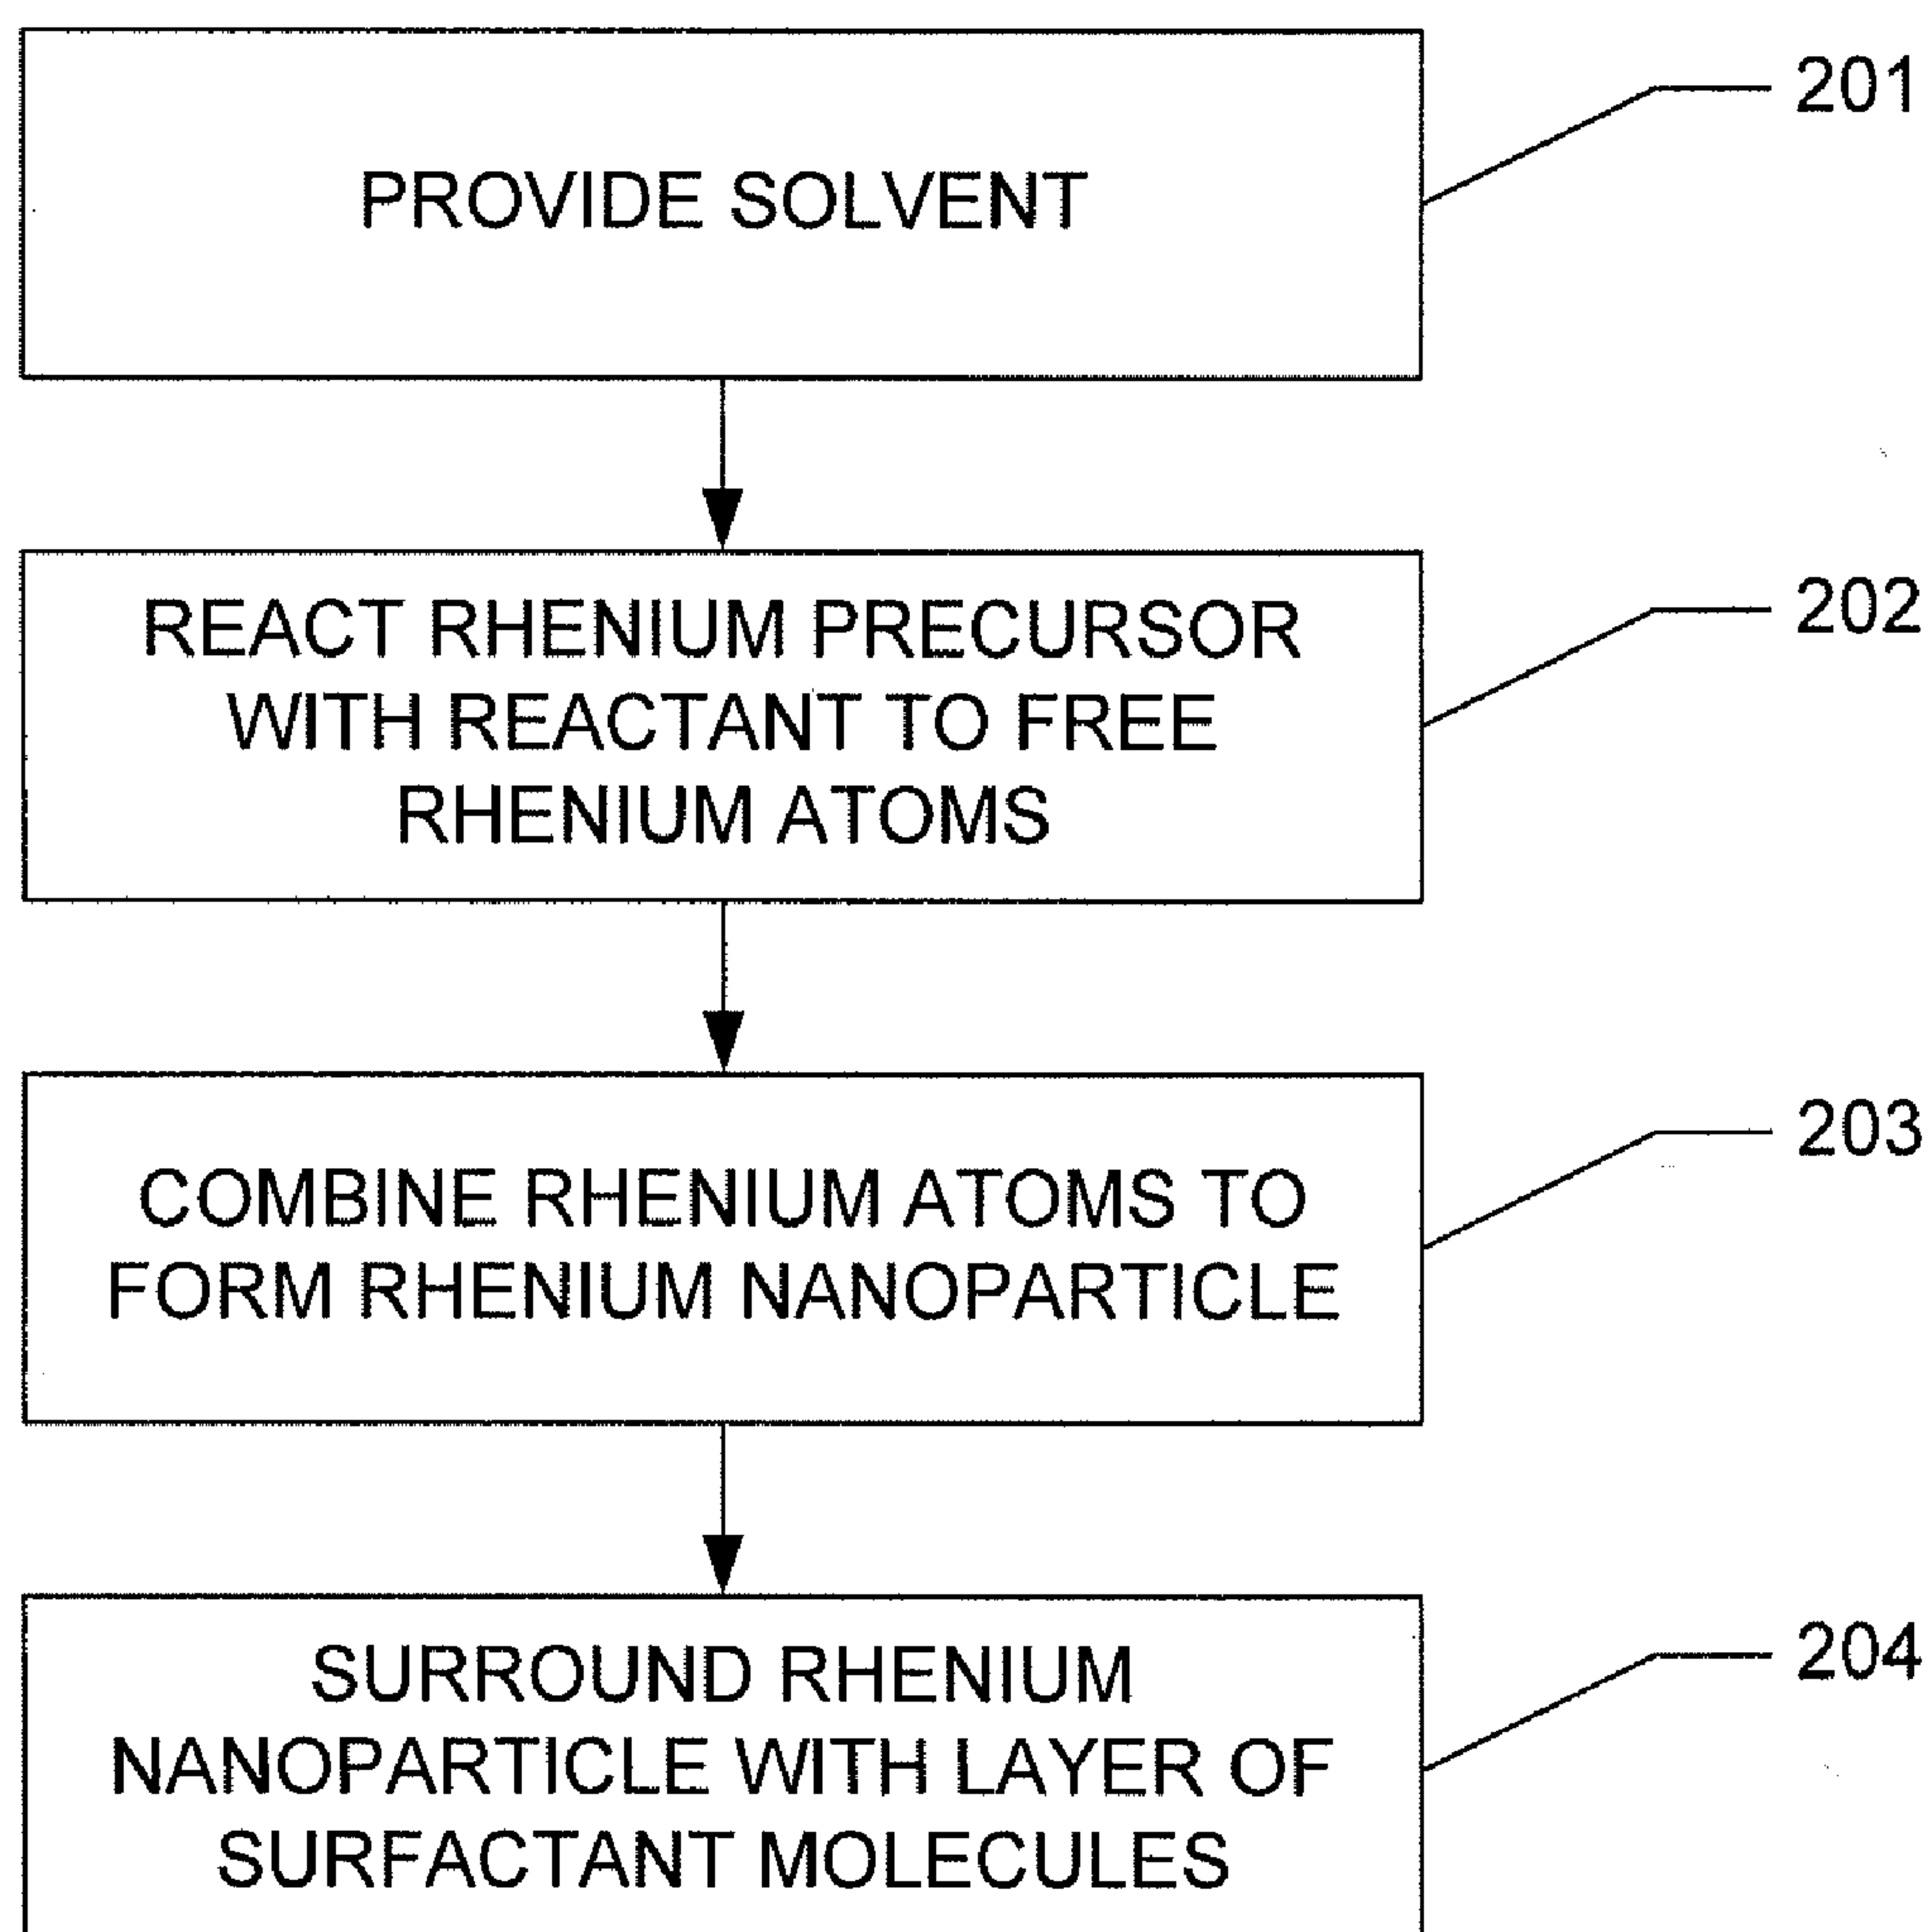 PROVIDE SOLVENT
201
REACT RHENIUM PRECURSOR
WITH REACTANT TO FREE
RHENIUM ATOMS
202
COMBINE RHENIUM ATOMS TO
FORM RHENIUM NANOPARTICLE
203
SURROUND RHENIUM
NANOPARTICLE WITH LAYER OF
SURFACTANT MOLECULES
204